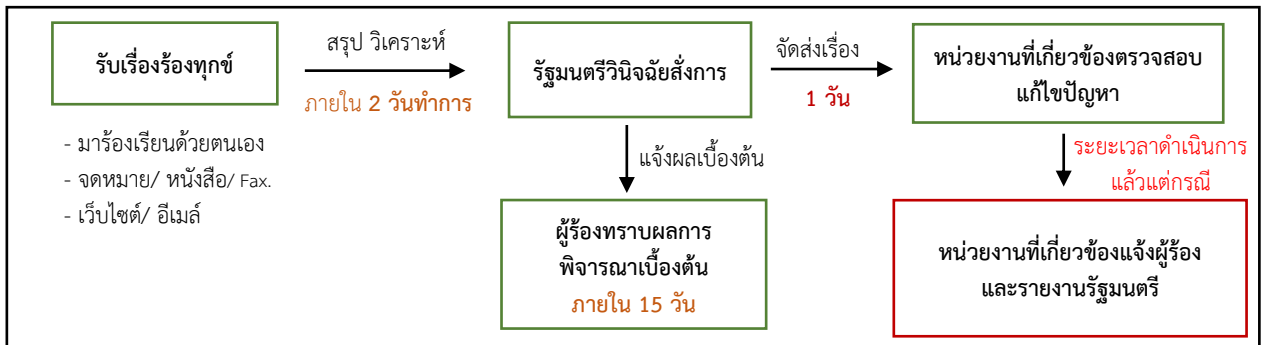 รับเรื่องร้องทุกข์
สรุป วิเคราะห์
ภายใน 2 วันทำการ
รัฐมนตรีวินิจฉัยสั่งการ
จัดส่งเรื่อง
1 วัน
หน่วยงานที่เกี่ยวข้องตรวจสอบ
แก้ไขปัญหา
- มาร้องเรียนด้วยตนเอง
- จดหมาย/ หนังสือ/ Fax.
- เว็บไซต์/ อีเมล์
แจ้งผลเบื้องต้น
ระยะเวลาดำเนินการ
แล้วแต่กรณี
ผู้ร้องทราบผลการ
พิจารณาเบื้องต้น
ภายใน 15 วัน
หน่วยงานที่เกี่ยวข้องแจ้งผู้ร้อง
และรายงานรัฐมนตรี